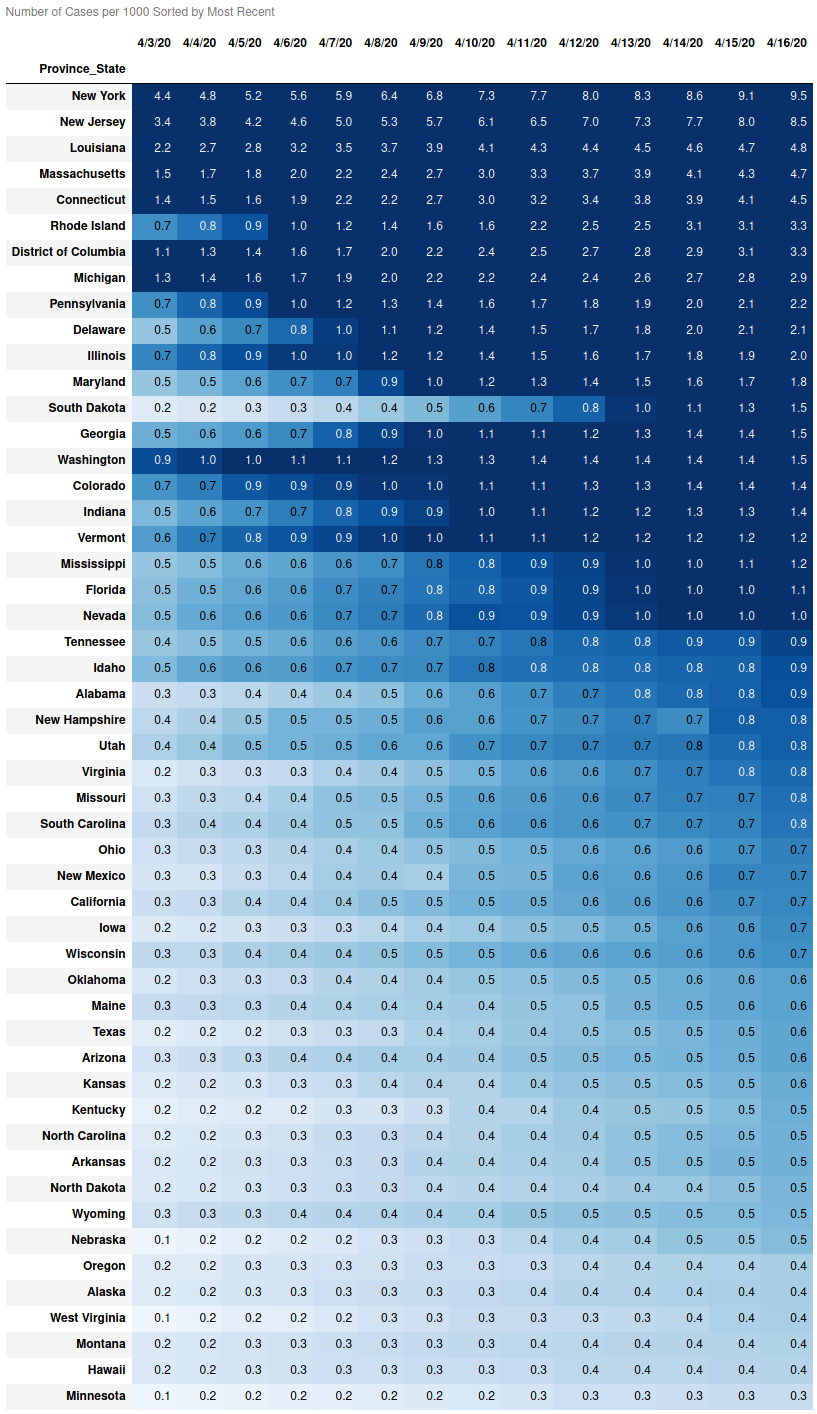 Number of Cases per 1000 Sorted by Most Recent
4/3/20 4/4/20 4/5/20 4/6/20 4/7/20 4/8/20 4/9/20 4/10/20 4/11/20 4/12/20 4/13/20 4/14/20 4/15/20 4/16/20
Province_State
New York 4.4 4.8 5.2 5.6 5.9 6.4 6.8 7.3 7.7 8.0 8.3 8.6 9.1 9.5
New Jersey 3.4 3.8 4.2 4.6 5.0 5.3 5.7 6.1 6.5 7.0 7.3 7.7 8.0 8.5
Louisiana 2.2 2.7 2.8 3.2 3.5 3.7 3.9 4.1 4.3 4.4 4.5 4.6 4.7 4.8
Massachusetts 1.5 1.7 1.8 2.0 2.2 2.4 2.7 3.0 3.3 3.7 3.9 4.1 4.3 4.7
Connecticut 1.4 1.5 1.6 1.9 2.2 2.2 2.7 3.0 3.2 3.4 3.8 3.9 4.1 4.5
Rhode Island 0.7 0.8 0.9 1.0 1.2 1.4 1.6 1.6 2.2 2.5 2.5 3.1 3.1 3.3
District of Columbia 1.1 1.3 1.4 1.6 1.7 2.0 2.2 2.4 2.5 2.7 2.8 2.9 3.1 3.3
Michigan 1.3 1.4 1.6 1.7 1.9 2.0 2.2 2.2 2.4 2.4 2.6 2.7 2.8 2.9
Pennsylvania 0.7 0.8 0.9 1.0 1.2 1.3 1.4 1.6 1.7 1.8 1.9 2.0 2.1 2.2
Delaware 0.5 0.6 0.7 0.8 1.0 1.1 1.2 1.4 1.5 1.7 1.8 2.0 2.1 2.1
Illinois 0.7 0.8 0.9 1.0 1.0 1.2 1.2 1.4 1.5 1.6 1.7 1.8 1.9 2.0
Maryland 0.5 0.5 0.6 0.7 0.7 0.9 1.0 1.2 1.3 1.4 1.5 1.6 1.7 1.8
South Dakota 0.2 0.2 0.3 0.3 0.4 0.4 0.5 0.6 0.7 0.8 1.0 1.1 1.3 1.5
Georgia 0.5 0.6 0.6 0.7 0.8 0.9 1.0 1.1 1.1 1.2 1.3 1.4 1.4 1.5
Washington 0.9 1.0 1.0 1.1 1.1 1.2 1.3 1.3 1.4 1.4 1.4 1.4 1.4 1.5
Colorado 0.7 0.7 0.9 0.9 0.9 1.0 1.0 1.1 1.1 1.3 1.3 1.4 1.4 1.4
Indiana 0.5 0.6 0.7 0.7 0.8 0.9 0.9 1.0 1.1 1.2 1.2 1.3 1.3 1.4
Vermont 0.6 0.7 0.8 0.9 0.9 1.0 1.0 1.1 1.1 1.2 1.2 1.2 1.2 1.2
Mississippi 0.5 0.5 0.6 0.6 0.6 0.7 0.8 0.8 0.9 0.9 1.0 1.0 1.1 1.2
Florida 0.5 0.5 0.6 0.6 0.7 0.7 0.8 0.8 0.9 0.9 1.0 1.0 1.0 1.1
Nevada 0.5 0.6 0.6 0.6 0.7 0.7 0.8 0.9 0.9 0.9 1.0 1.0 1.0 1.0
Tennessee 0.4 0.5 0.5 0.6 0.6 0.6 0.7 0.7 0.8 0.8 0.8 0.9 0.9 0.9
Idaho 0.5 0.6 0.6 0.6 0.7 0.7 0.7 0.8 0.8 0.8 0.8 0.8 0.8 0.9
Alabama 0.3 0.3 0.4 0.4 0.4 0.5 0.6 0.6 0.7 0.7 0.8 0.8 0.8 0.9
New Hampshire 0.4 0.4 0.5 0.5 0.5 0.5 0.6 0.6 0.7 0.7 0.7 0.7 0.8 0.8
Utah 0.4 0.4 0.5 0.5 0.5 0.6 0.6 0.7 0.7 0.7 0.7 0.8 0.8 0.8
Virginia 0.2 0.3 0.3 0.3 0.4 0.4 0.5 0.5 0.6 0.6 0.7 0.7 0.8 0.8
Missouri 0.3 0.3 0.4 0.4 0.5 0.5 0.5 0.6 0.6 0.6 0.7 0.7 0.7 0.8
South Carolina 0.3 0.4 0.4 0.4 0.5 0.5 0.5 0.6 0.6 0.6 0.7 0.7 0.7 0.8
Ohio 0.3 0.3 0.3 0.4 0.4 0.4 0.5 0.5 0.5 0.6 0.6 0.6 0.7 0.7
New Mexico 0.3 0.3 0.3 0.4 0.4 0.4 0.4 0.5 0.5 0.6 0.6 0.6 0.7 0.7
California 0.3 0.3 0.4 0.4 0.4 0.5 0.5 0.5 0.5 0.6 0.6 0.6 0.7 0.7
Iowa 0.2 0.2 0.3 0.3 0.3 0.4 0.4 0.4 0.5 0.5 0.5 0.6 0.6 0.7
Wisconsin 0.3 0.3 0.4 0.4 0.4 0.5 0.5 0.5 0.6 0.6 0.6 0.6 0.6 0.7
Oklahoma 0.2 0.3 0.3 0.3 0.4 0.4 0.4 0.5 0.5 0.5 0.5 0.5 0.6 0.6
Maine 0.3 0.3 0.3 0.4 0.4 0.4 0.4 0.4 0.5 0.5 0.5 0.5 0.6 0.6
Texas 0.2 0.2 0.2 0.3 0.3 0.3 0.4 0.4 0.4 0.5 0.5 0.5 0.5 0.6
Arizona 0.3 0.3 0.3 0.4 0.4 0.4 0.4 0.4 0.5 0.5 0.5 0.5 0.5 0.6
Kansas 0.2 0.2 0.3 0.3 0.3 0.4 0.4 0.4 0.4 0.5 0.5 0.5 0.5 0.6
Kentucky 0.2 0.2 0.2 0.2 0.3 0.3 0.3 0.4 0.4 0.4 0.5 0.5 0.5 0.5
North Carolina 0.2 0.2 0.3 0.3 0.3 0.3 0.4 0.4 0.4 0.4 0.5 0.5 0.5 0.5
Arkansas 0.2 0.2 0.3 0.3 0.3 0.3 0.4 0.4 0.4 0.4 0.5 0.5 0.5 0.5
North Dakota 0.2 0.2 0.3 0.3 0.3 0.3 0.4 0.4 0.4 0.4 0.4 0.4 0.5 0.5
Wyoming 0.3 0.3 0.3 0.4 0.4 0.4 0.4 0.4 0.5 0.5 0.5 0.5 0.5 0.5
Nebraska 0.1 0.2 0.2 0.2 0.2 0.3 0.3 0.3 0.4 0.4 0.4 0.5 0.5 0.5
Oregon 0.2 0.2 0.3 0.3 0.3 0.3 0.3 0.3 0.3 0.4 0.4 0.4 0.4 0.4
Alaska 0.2 0.2 0.3 0.3 0.3 0.3 0.3 0.3 0.4 0.4 0.4 0.4 0.4 0.4
West Virginia 0.1 0.2 0.2 0.2 0.2 0.3 0.3 0.3 0.3 0.3 0.3 0.4 0.4 0.4
Montana 0.2 0.2 0.3 0.3 0.3 0.3 0.3 0.3 0.4 0.4 0.4 0.4 0.4 0.4
Hawaii 0.2 0.2 0.3 0.3 0.3 0.3 0.3 0.3 0.3 0.3 0.4 0.4 0.4 0.4
Minnesota 0.1 0.2 0.2 0.2 0.2 0.2 0.2 0.2 0.3 0.3 0.3 0.3 0.3 0.3